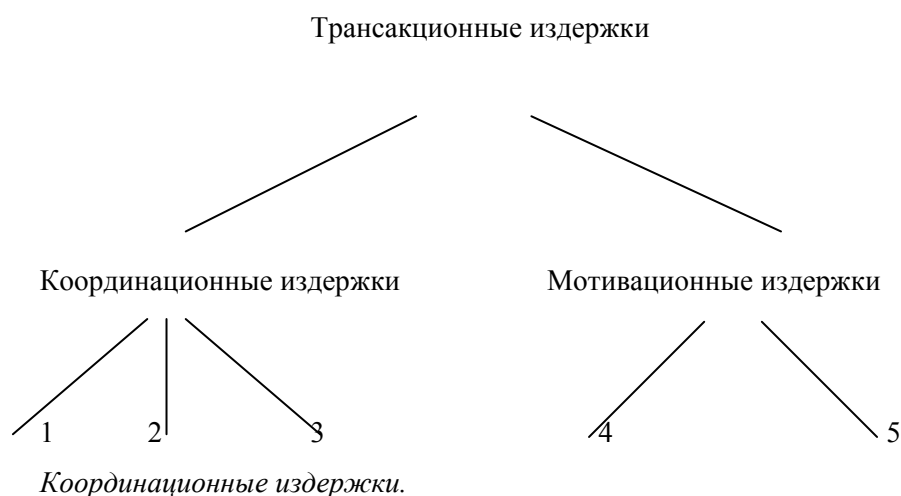 Трансакционные издержки
Координационные издержки Мотивационные издержки
1 2 3 4 5
Координационные издержки.